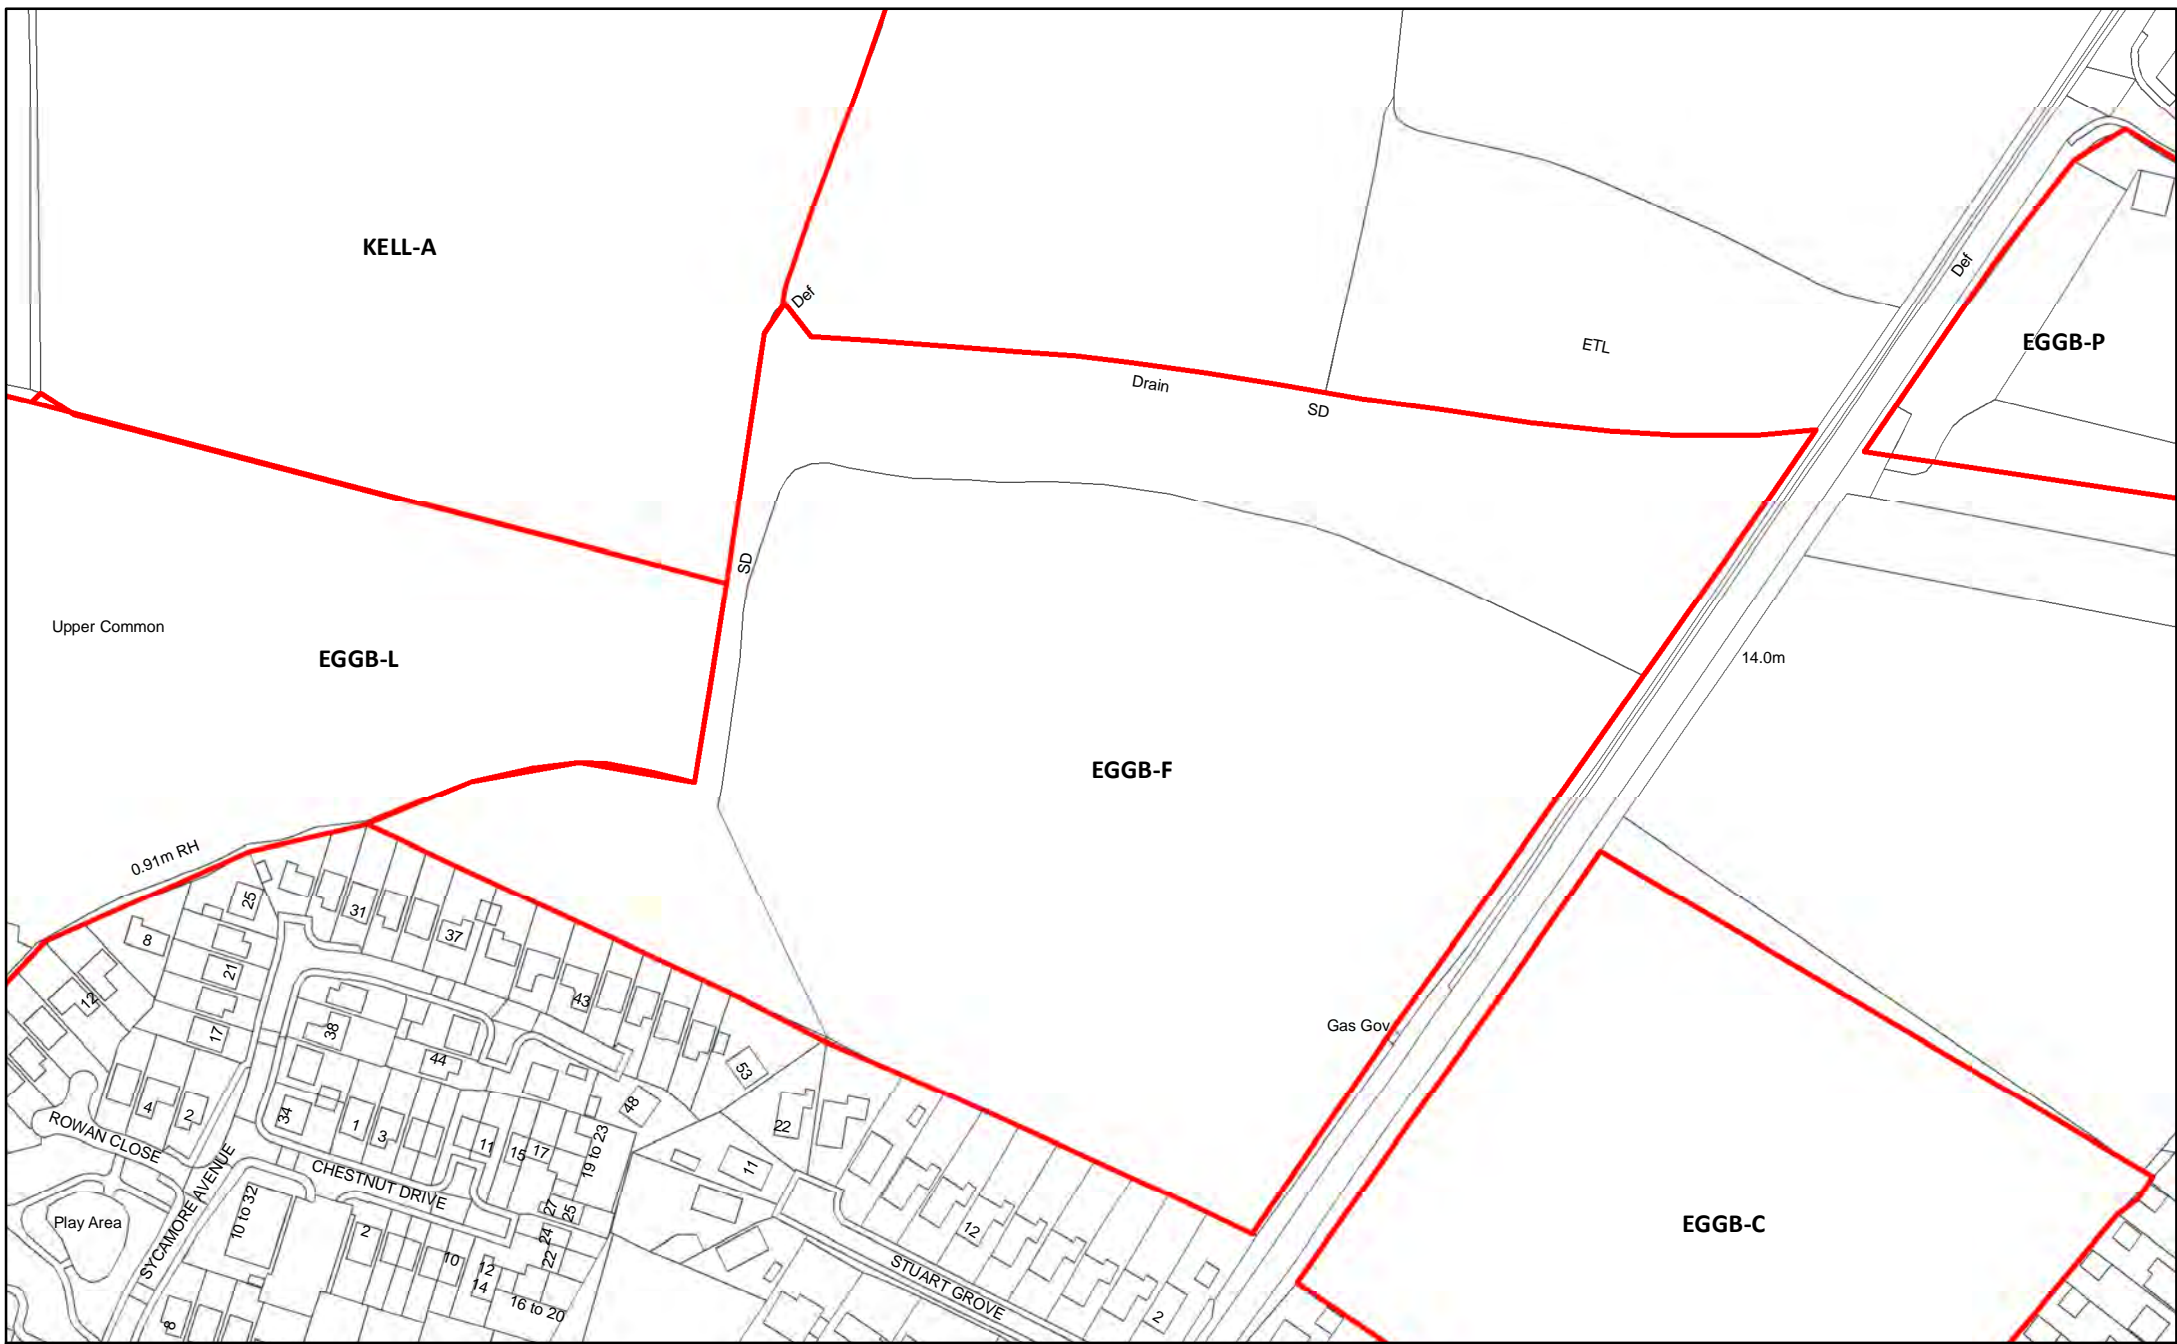 KELL-A
Def
Def
EGGB-P
ETL
Drain
SD
SD
Upper Common
EGGB-L
14.0m
EGGB-F
0.91m RH
25
31
37
8
21
12
43
17
38
44
53
Gas Gov
48
4
2
34
1
3
11
15
17
19 to 23
22
11
ROWAN CLOSE
SYCAMORE AVENUE
CHESTNUT DRIVE
Play Area
10 to 32
2
27
25
24
22
10
12
14
16 to 20
8
12
STUART GROVE
2
EGGB-C